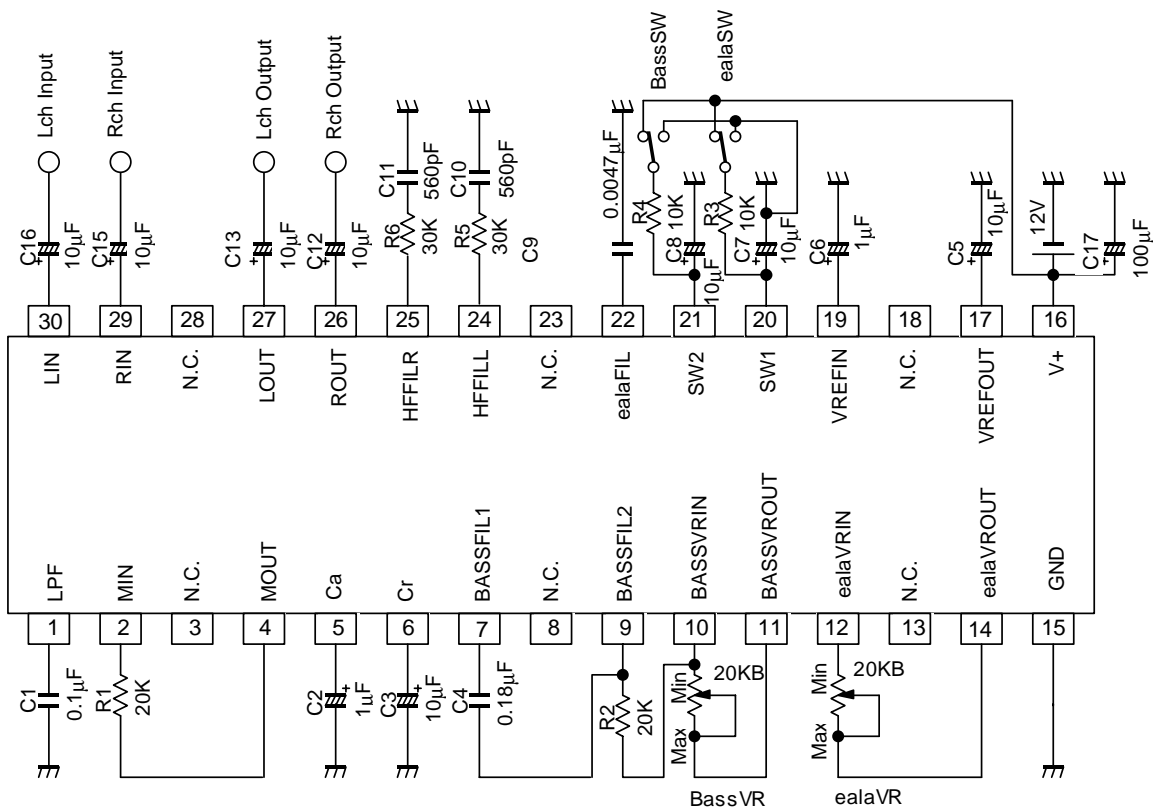 Lch Input
Rch Input
Lch Output
Rch Output
BassSW
ealaSW
C16
10μF
+
C15
10μF
+
C13
10μF
+
C12
10μF
+
C11
560pF
R6
30K
C10
560pF
R5
30K
C9
0.0047μF
R4
10K
C8
10μF
+
R3
10K
C7
10μF
+
C6
1μF
+
C5
10μF
+
12V
C17
100μF
+
30
29
28
27
26
25
24
23
22
21
20
19
18
17
16
LIN
RIN
N.C.
LOUT
ROUT
HFFILR
HFFILL
N.C.
ealaFIL
SW2
SW1
VREFIN
N.C.
VREFOUT
V+
LPF
MIN
N.C.
MOUT
Ca
Cr
BASSFIL1
N.C.
BASSFIL2
BASSVRIN
BASSVROUT
ealaVRIN
N.C.
ealaVROUT
GND
1
2
3
4
5
6
7
8
9
10
11
12
13
14
15
C1
0.1μF
R1
20K
C2
1μF
+
C3
10μF
+
C4
0.18μF
R2
20K
20KB
Min
Max
BassVR
20KB
Min
Max
ealaVR